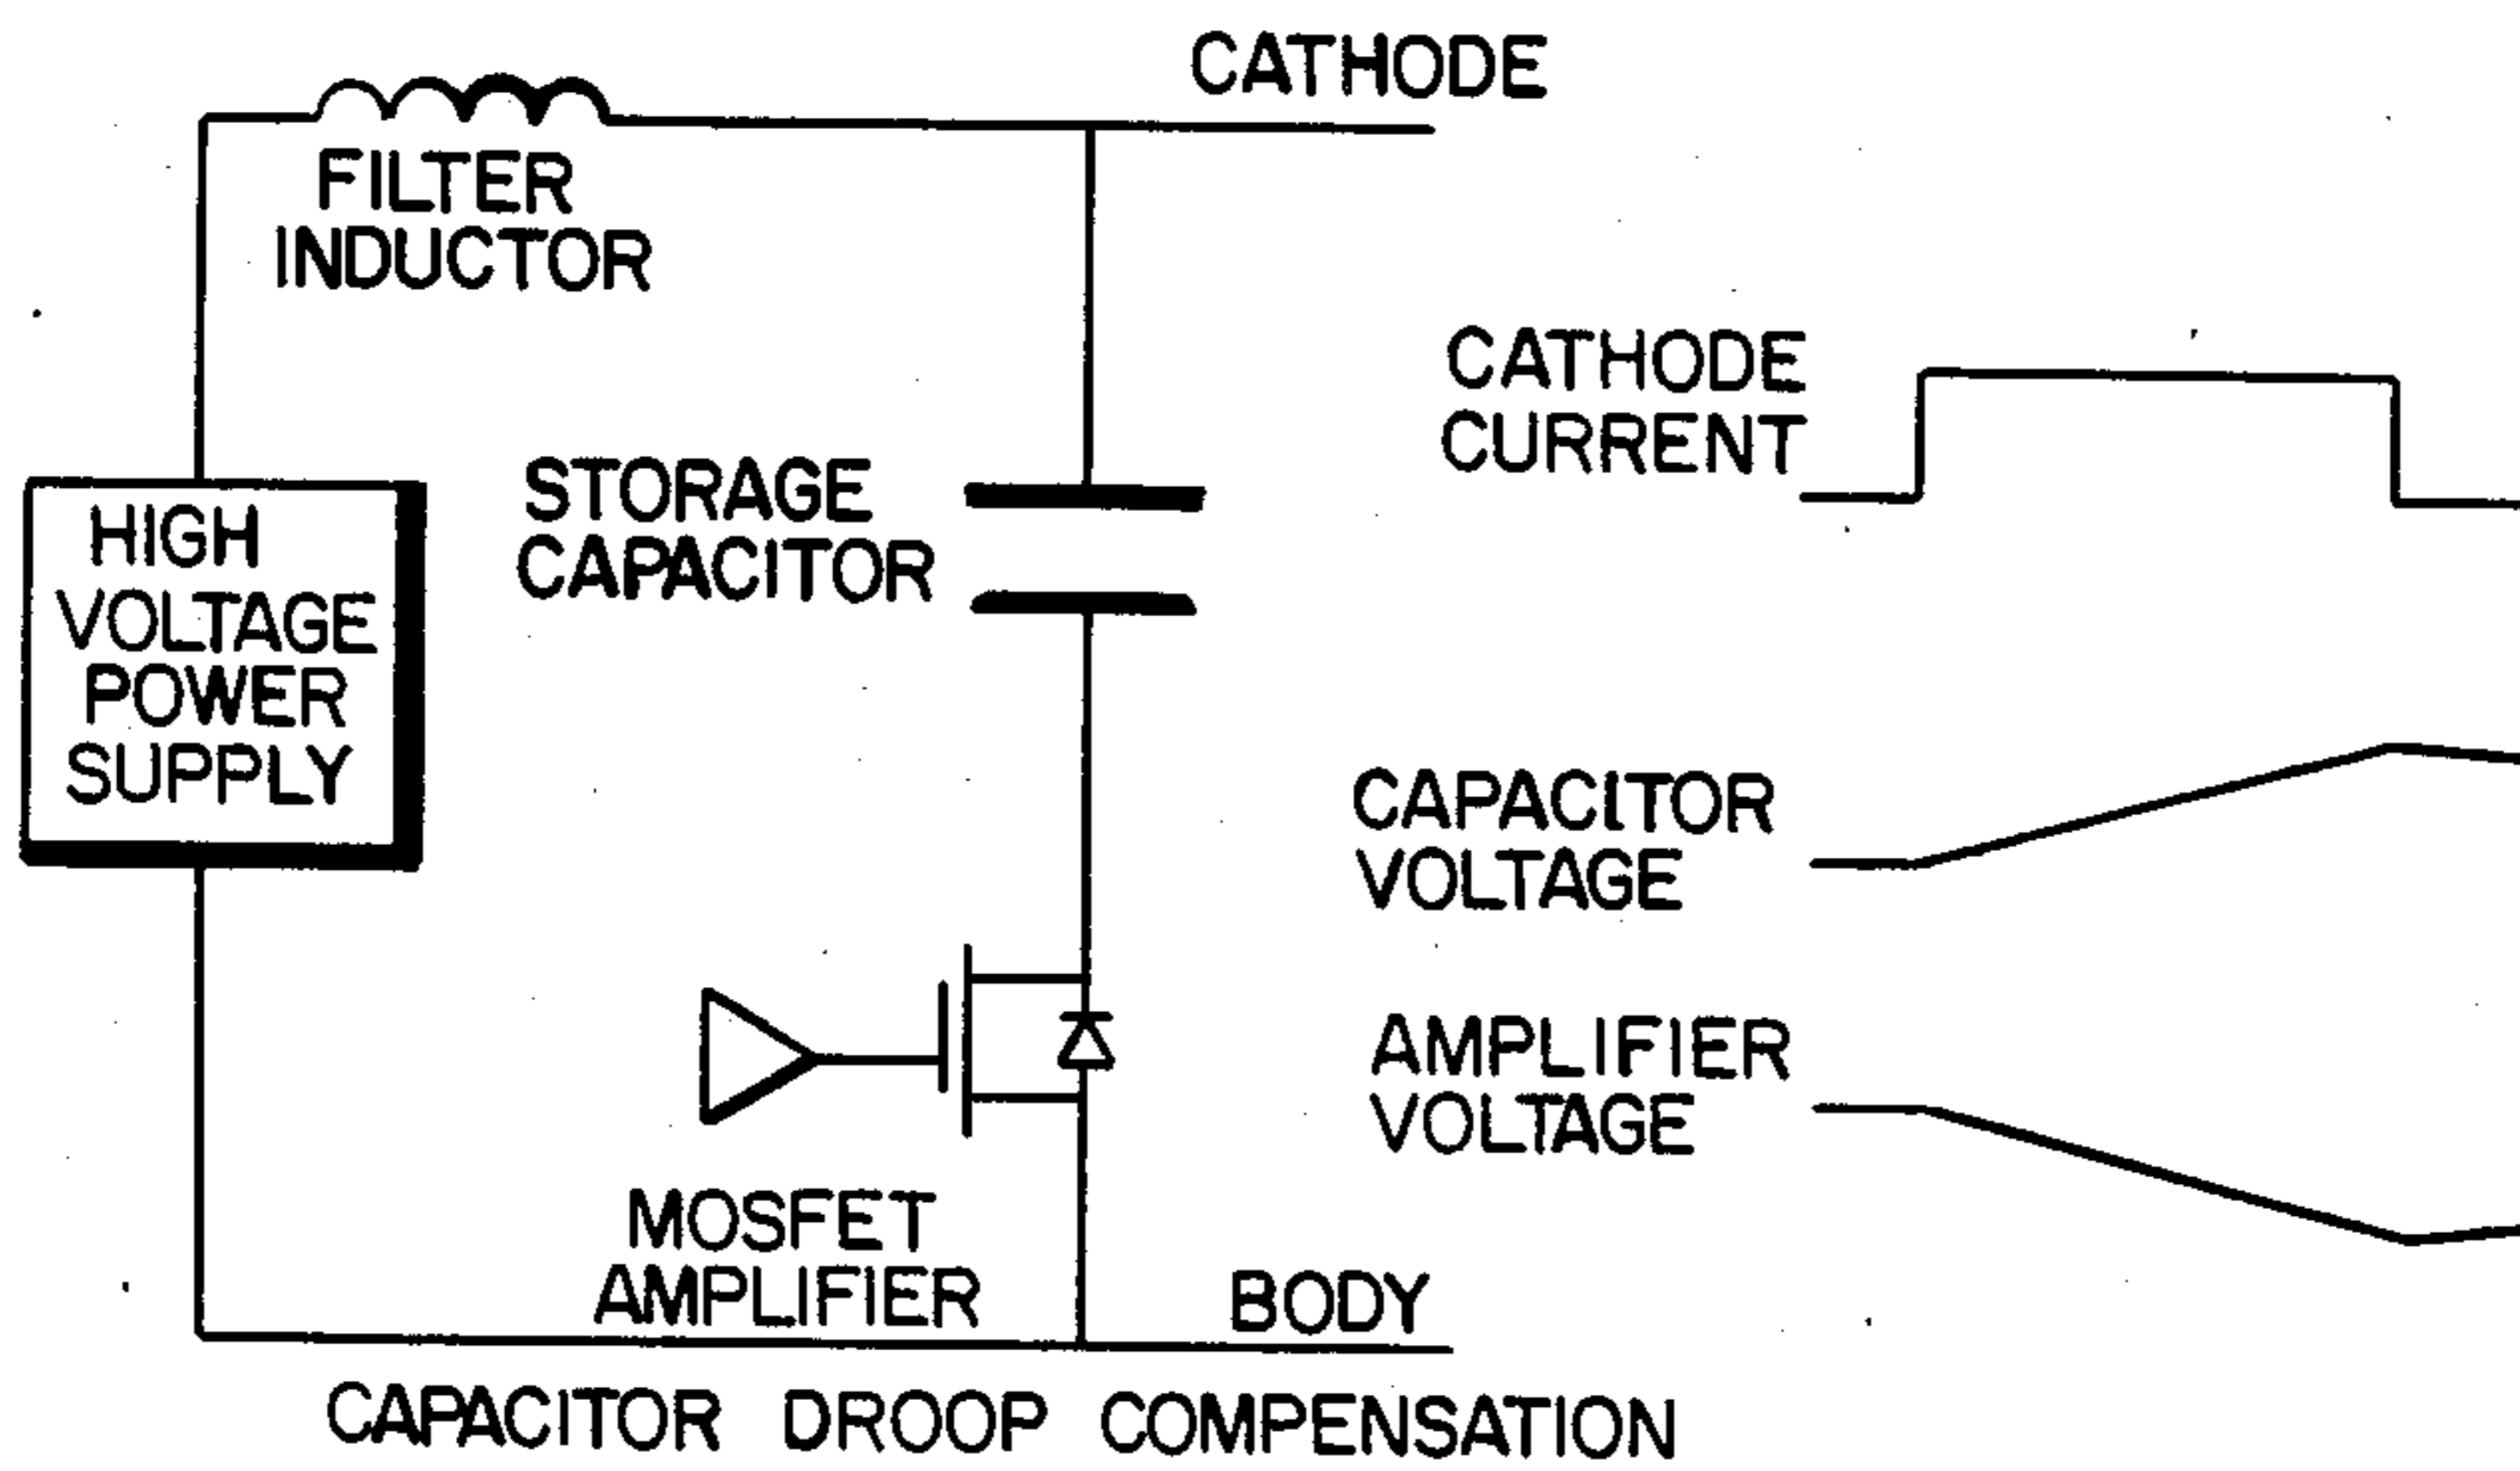 CATHODE
FILTER
INDUCTOR
CATHODE
CURRENT
STORAGE
CAPACITOR
HIGH
VOLTAGE
POWER
SUPPLY
CAPACITOR
VOLTAGE
AMPLIFIER
VOLTAGE
MOSFET
AMPLIFIER
BODY
CAPACITOR DROOP COMPENSATION